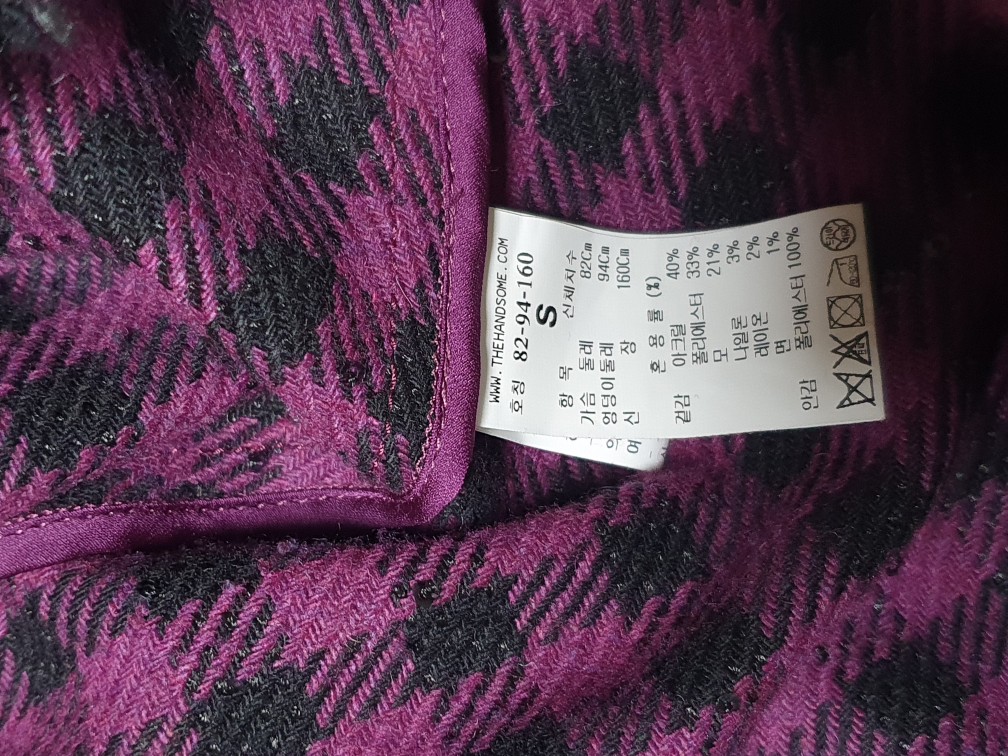 WWW.THEHANDSOME.COM
호칭 82-94-160
S
항 목 신체치수
가슴 둘레 82Cm
엉덩이둘레 94Cm
신 장 160Cm
혼 용 률 (%)
겉감 아크릴 40%
폴리에스터 33%
모 21%
나일론 3%
레이온 2%
면 1%
안감 폴리에스터 100%